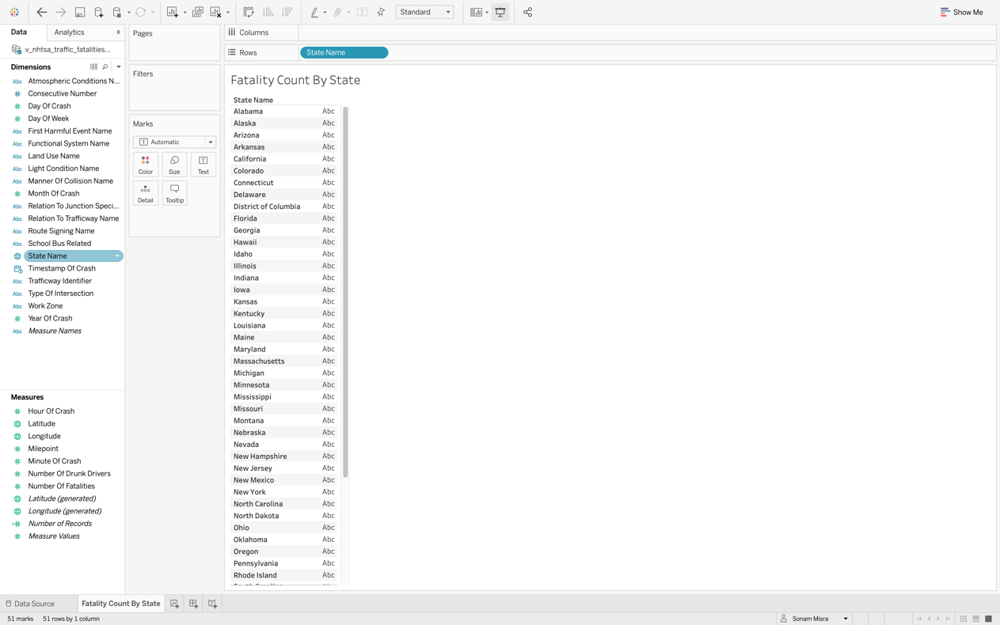 Standard
Show Me
Data
Analytics
v_nhtsa_traffic_fatalities...
Dimensions
Abc Atmospheric Conditions N...
Consecutive Number
Day Of Crash
Day Of Week
Abc First Harmful Event Name
Abc Functional System Name
Abc Land Use Name
Abc Light Condition Name
Abc Manner Of Collision Name
Month Of Crash
Abc Relation To Junction Speci...
Abc Relation To Trafficway Name
Abc Route Signing Name
Abc School Bus Related
State Name
Timestamp Of Crash
Abc Trafficway Identifier
Abc Type Of Intersection
Abc Work Zone
Year Of Crash
Abc Measure Names
Measures
Hour Of Crash
Latitude
Longitude
Milepoint
Minute Of Crash
Number Of Drunk Drivers
Number Of Fatalities
Latitude (generated)
Longitude (generated)
Number of Records
Measure Values
Pages
Filters
Marks
Automatic
Color Size Text
Detail Tooltip
Columns
Rows State Name
Fatality Count By State
State Name
Alabama Abc
Alaska Abc
Arizona Abc
Arkansas Abc
California Abc
Colorado Abc
Connecticut Abc
Delaware Abc
District of Columbia Abc
Florida Abc
Georgia Abc
Hawaii Abc
Idaho Abc
Illinois Abc
Indiana Abc
Iowa Abc
Kansas Abc
Kentucky Abc
Louisiana Abc
Maine Abc
Maryland Abc
Massachusetts Abc
Michigan Abc
Minnesota Abc
Mississippi Abc
Missouri Abc
Montana Abc
Nebraska Abc
Nevada Abc
New Hampshire Abc
New Jersey Abc
New Mexico Abc
New York Abc
North Carolina Abc
North Dakota Abc
Ohio Abc
Oklahoma Abc
Oregon Abc
Pennsylvania Abc
Rhode Island Abc
Data Source
Fatality Count By State
51 marks
51 rows by 1 column
Sonam Misra